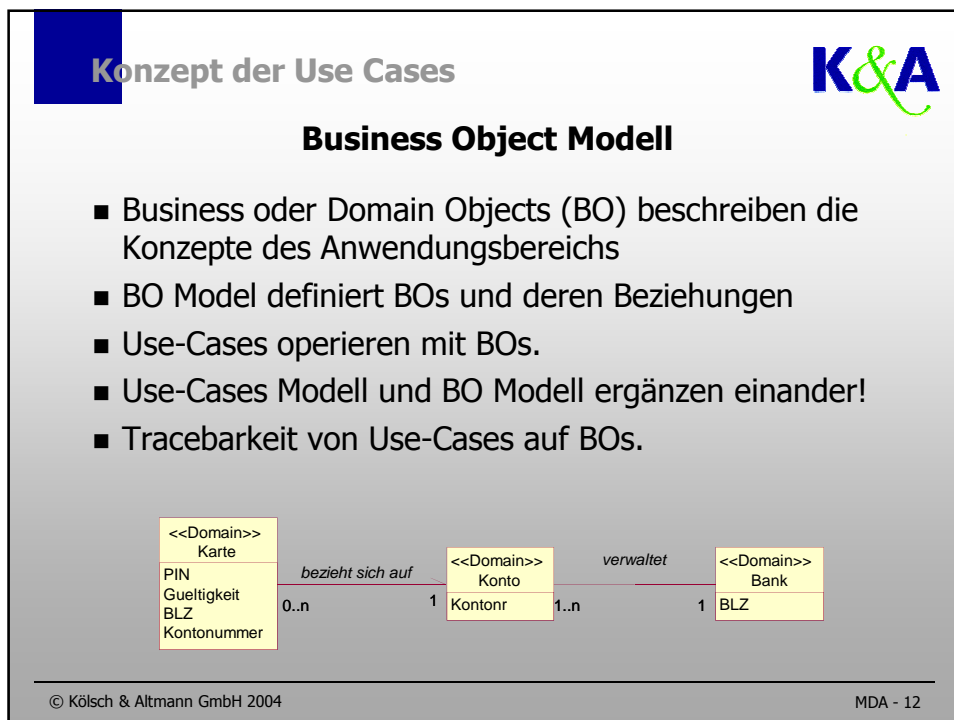 Konzept der Use Cases
K&A
Business Object Modell
Business oder Domain Objects (BO) beschreiben die
Konzepte des Anwendungsbereichs
BO Model definiert BOs und deren Beziehungen
Use-Cases operieren mit BOs.
Use-Cases Modell und BO Modell ergänzen einander!
Tracebarkeit von Use-Cases auf BOs.
<<Domain>>
Karte
PIN
Gueltigkeit
BLZ
Kontonummer
bezieht sich auf
0..n
1
<<Domain>>
Konto
Kontonr
verwaltet
1..n
1
<<Domain>>
Bank
BLZ
© Kölsch & Altmann GmbH 2004
MDA - 12